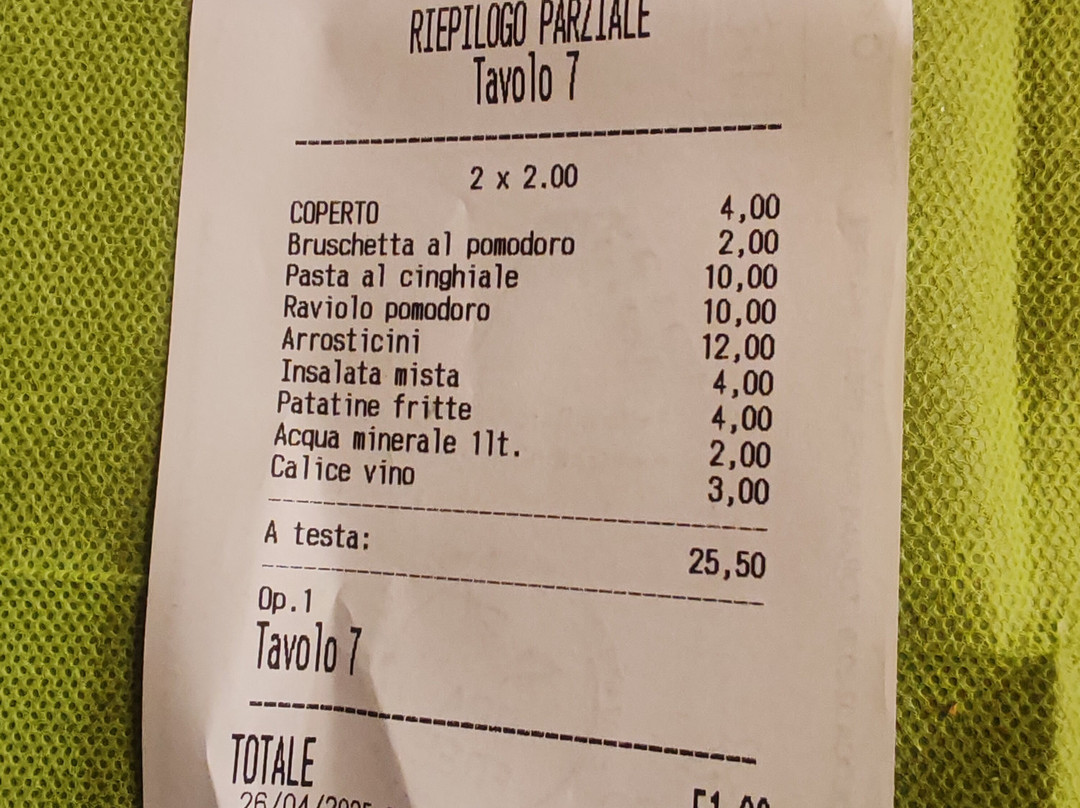 RIEPILOGO PARZIALE
Tavolo 7
2 x 2.00
COPERTO 4,00
Bruschetta al pomodoro 2,00
Pasta al cinghiale 10,00
Raviolo pomodoro 10,00
Arrosticini 12,00
Insalata mista 4,00
Patatine fritte 4,00
Acqua minerale 1lt. 2,00
Calice vino 3,00
A testa: 25,50
Op.1
Tavolo 7
TOTALE 51,00